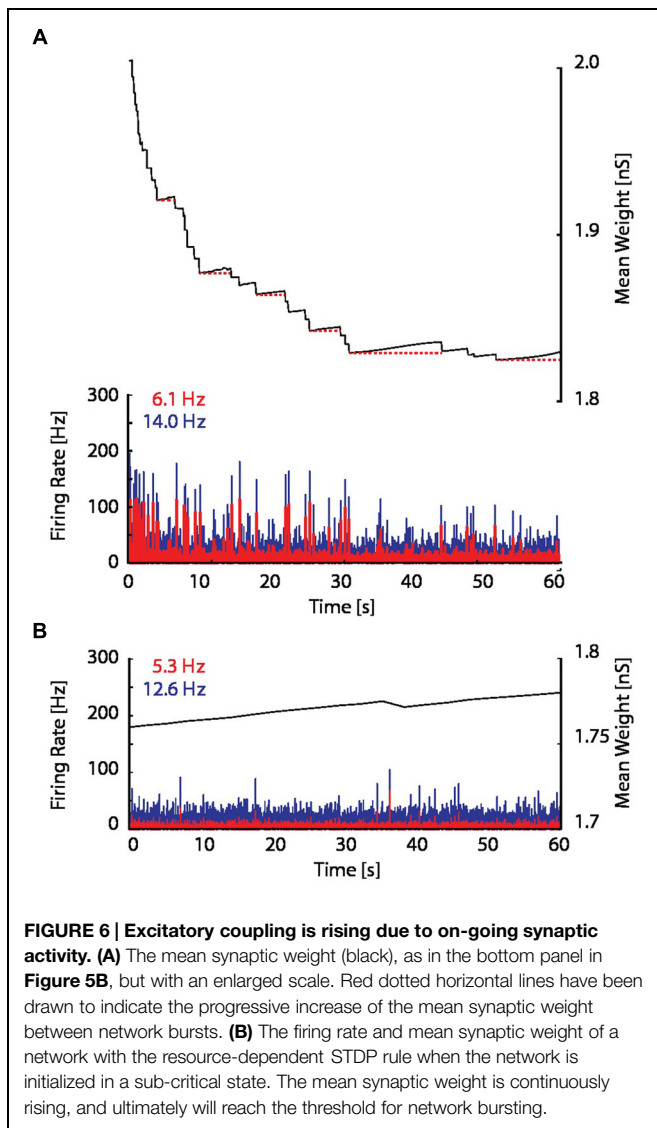 A
2.0
1.9
1.8
Mean Weight [nS]
6.1 Hz
14.0 Hz
300
200
100
0
Firing Rate [Hz]
0 10 20 30 40 50 60
Time [s]
B
5.3 Hz
12.6 Hz
300
200
100
0
Firing Rate [Hz]
1.8
1.75
1.7
Mean Weight [nS]
0 10 20 30 40 50 60
Time [s]
FIGURE 6 | Excitatory coupling is rising due to on-going synaptic
activity. (A) The mean synaptic weight (black), as in the bottom panel in
Figure 5B, but with an enlarged scale. Red dotted horizontal lines have been
drawn to indicate the progressive increase of the mean synaptic weight
between network bursts. (B) The firing rate and mean synaptic weight of a
network with the resource-dependent STDP rule when the network is
initialized in a sub-critical state. The mean synaptic weight is continuously
rising, and ultimately will reach the threshold for network bursting.